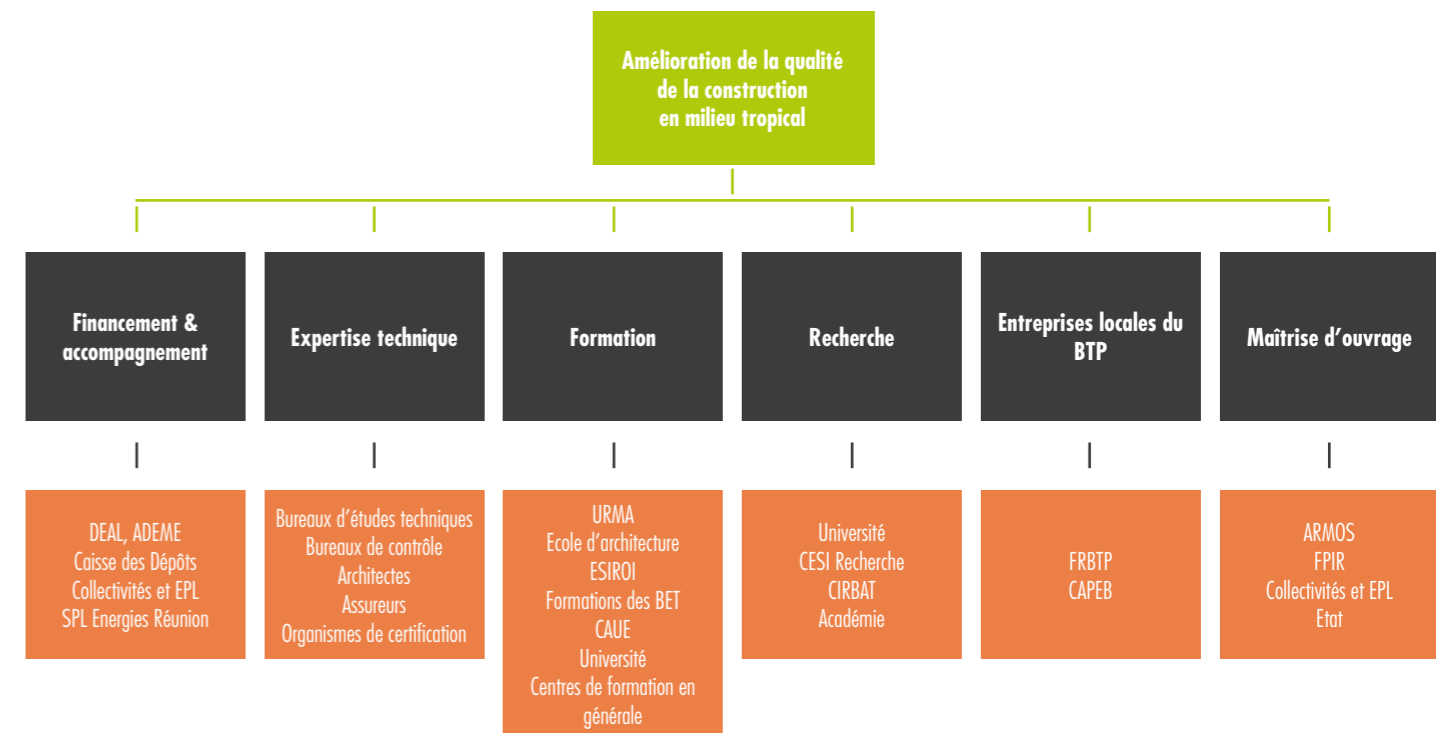 Amélioration de la qualité
de la construction
en milieu tropical
Financement &
accompagnement
Expertise technique
Formation
Recherche
Entreprises locales du
BTP
Maîtrise d'ouvrage
DEAL, ADEME
Caisse des Dépôts
Collectivités et EPL
SPL Energies Réunion
Bureaux d'études techniques
Bureaux de contrôle
Architectes
Assureurs
Organismes de certification
URMA
Ecole d'architecture
ESIROI
Formations des BET
CAUE
Université
Centres de formation en
générale
Université
CESI Recherche
CIRBAT
Académie
FRBTP
CAPEB
ARMOS
FPIR
Collectivités et EPL
Etat